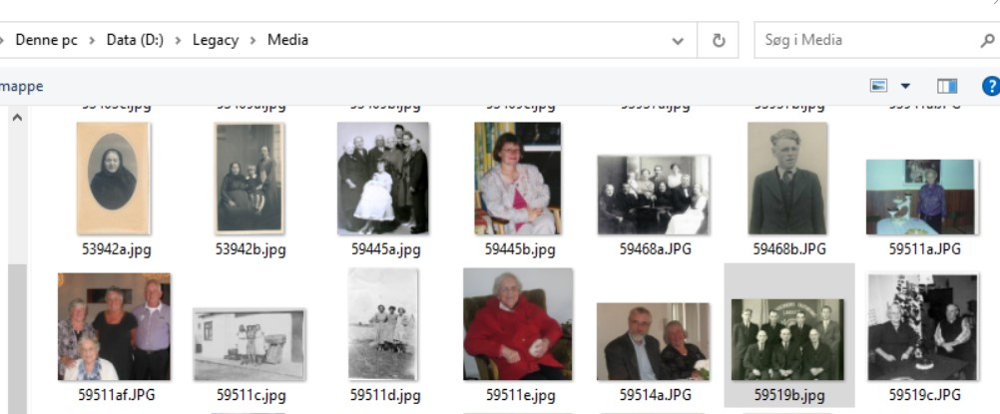 Denne pc > Data (D:) > Legacy > Media
Søg i Media
mappe
53942a.jpg 53942b.jpg 59445a.jpg 59445b.jpg 59468a.JPG 59468b.JPG 59511a.JPG
59511af.JPG 59511c.jpg 59511d.jpg 59511e.jpg 59514a.JPG 59519b.jpg 59519c.JPG